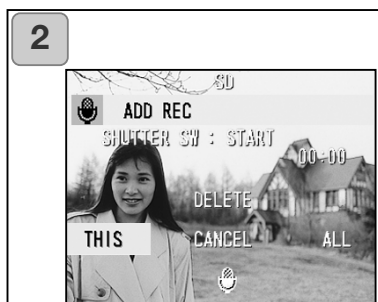 2
SD
ADD REC
SHUTTER SW : START
00:00
DELETE
THIS CANCEL ALL